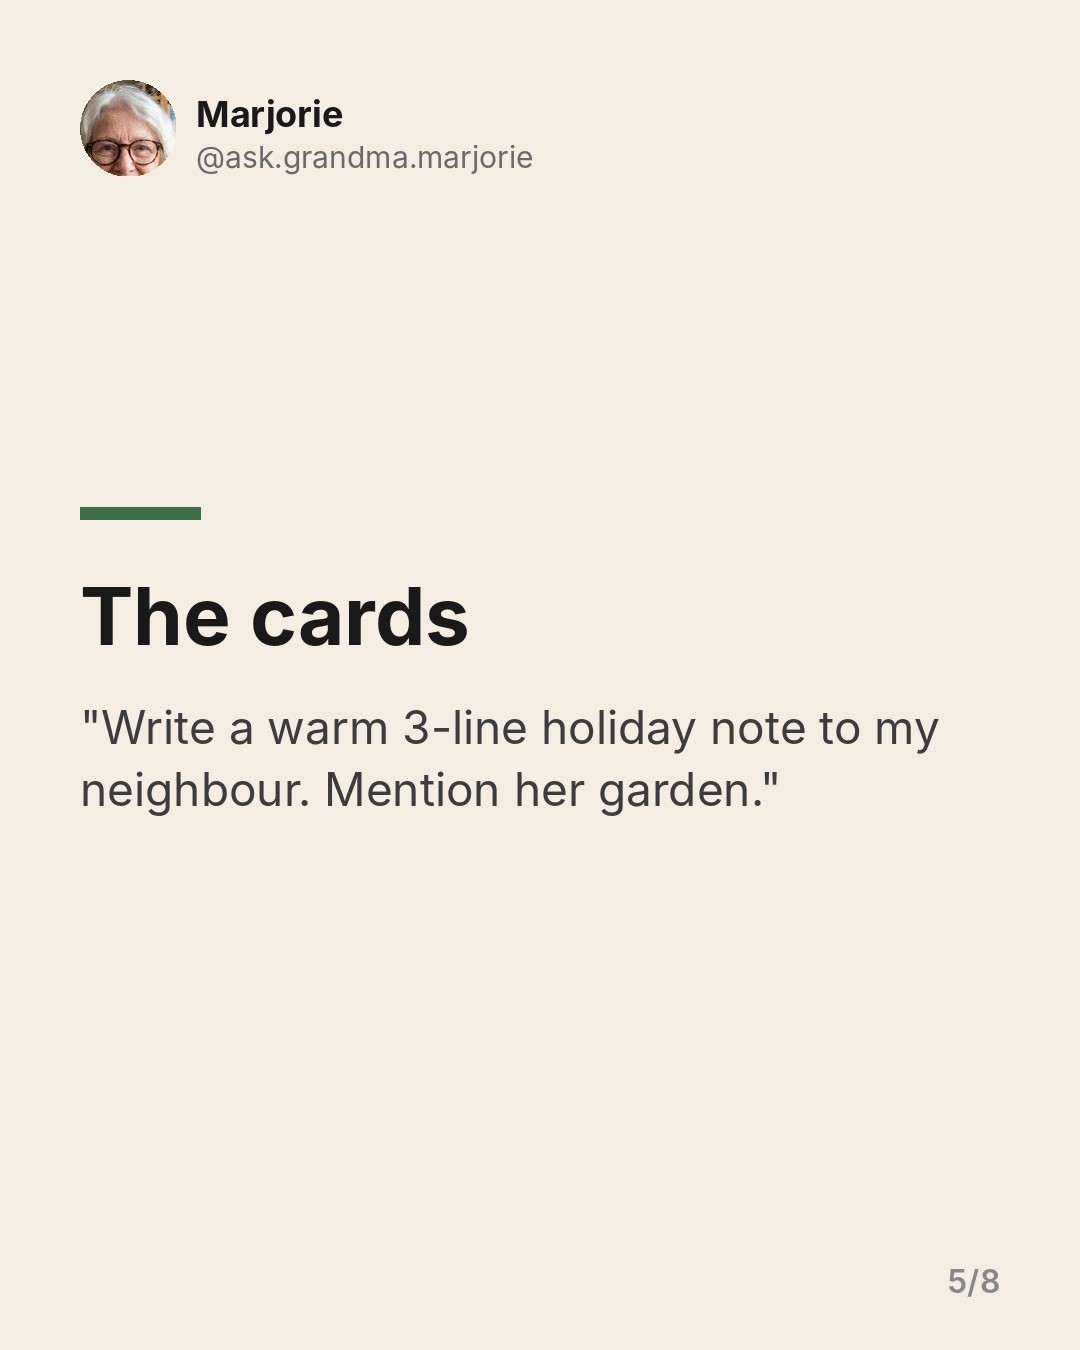 Marjorie
@ask.grandma.marjorie
The cards
"Write a warm 3-line holiday note to my
neighbour. Mention her garden."
5/8